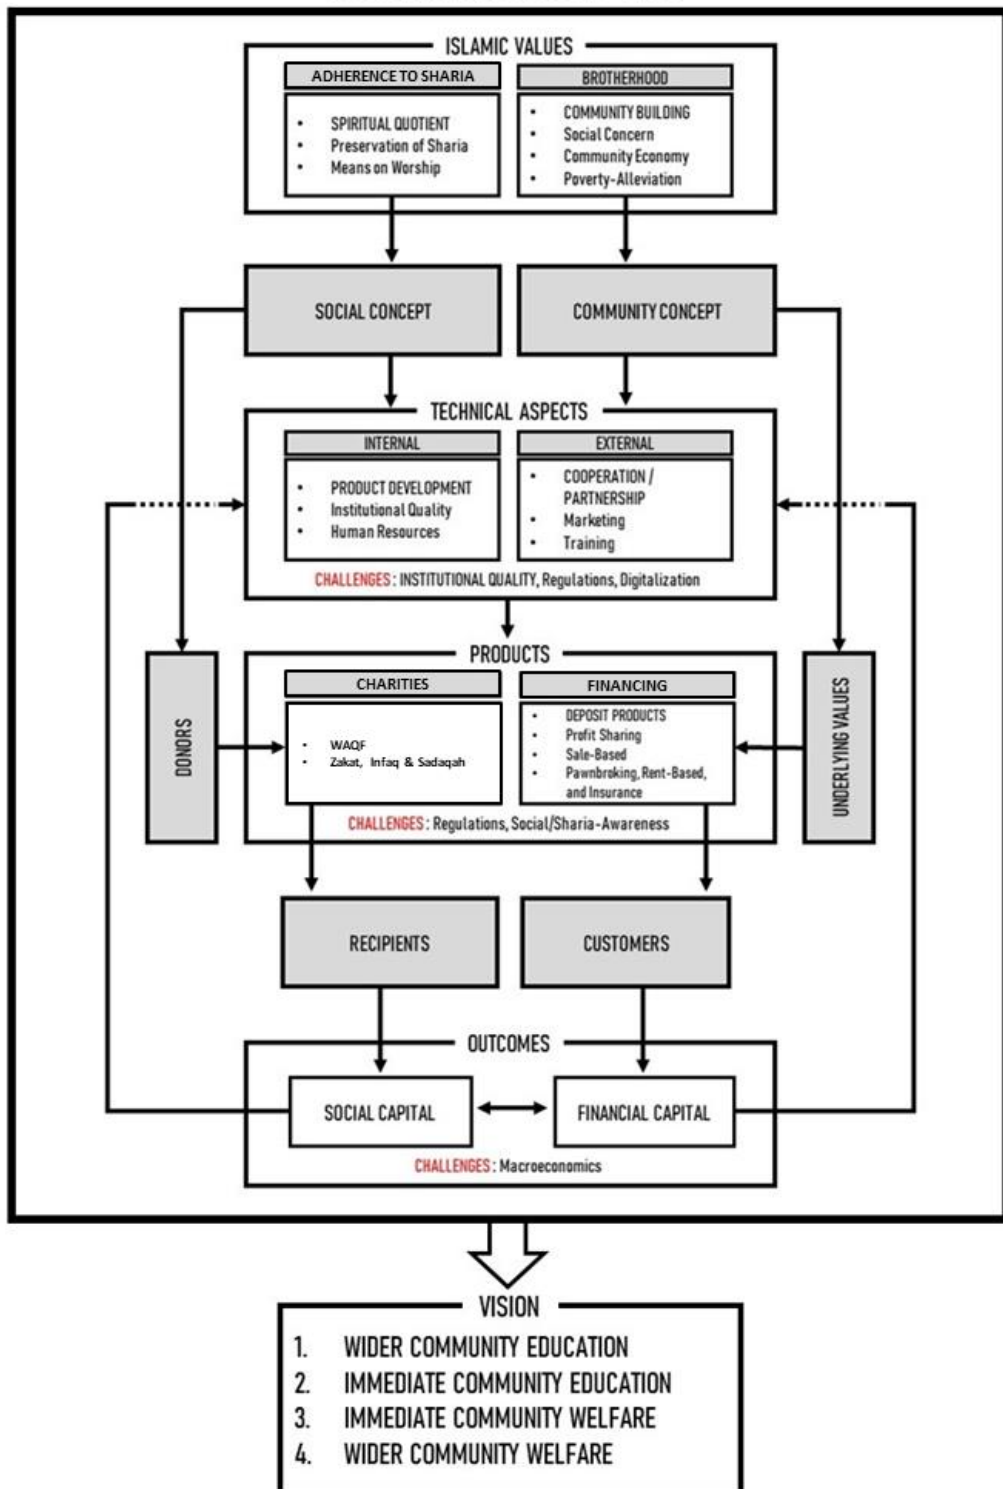 ISLAMIC VALUES
ADHERENCE TO SHARIA
• SPIRITUAL QUOTIENT
• Preservation of Sharia
• Means on Worship
BROTHERHOOD
• COMMUNITY BUILDING
• Social Concern
• Community Economy
• Poverty-Alleviation
SOCIAL CONCEPT
COMMUNITY CONCEPT
TECHNICAL ASPECTS
INTERNAL
• PRODUCT DEVELOPMENT
• Institutional Quality
• Human Resources
EXTERNAL
• COOPERATION /
PARTNERSHIP
• Marketing
• Training
CHALLENGES : INSTITUTIONAL QUALITY, Regulations, Digitalization
DONORS
PRODUCTS
CHARITIES
• WAQF
• Zakat, Infaq & Sadaqah
FINANCING
• DEPOSIT PRODUCTS
• Profit Sharing
• Sale-Based
• Pawnbroking, Rent-Based,
and Insurance
CHALLENGES : Regulations, Social/Sharia-Awareness
UNDERLYING VALUES
RECIPIENTS
CUSTOMERS
OUTCOMES
SOCIAL CAPITAL
FINANCIAL CAPITAL
CHALLENGES : Macroeconomics
VISION
1. WIDER COMMUNITY EDUCATION
2. IMMEDIATE COMMUNITY EDUCATION
3. IMMEDIATE COMMUNITY WELFARE
4. WIDER COMMUNITY WELFARE